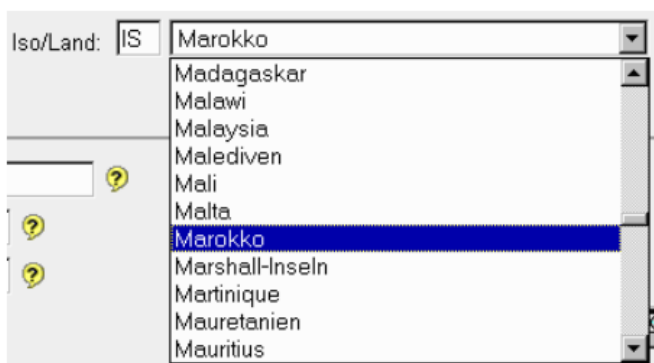 Iso/Land: IS Marokko
Madagaskar
Malawi
Malaysia
Malediven
Mali
Malta
Marokko
Marshall-Inseln
Martinique
Mauretanien
Mauritius